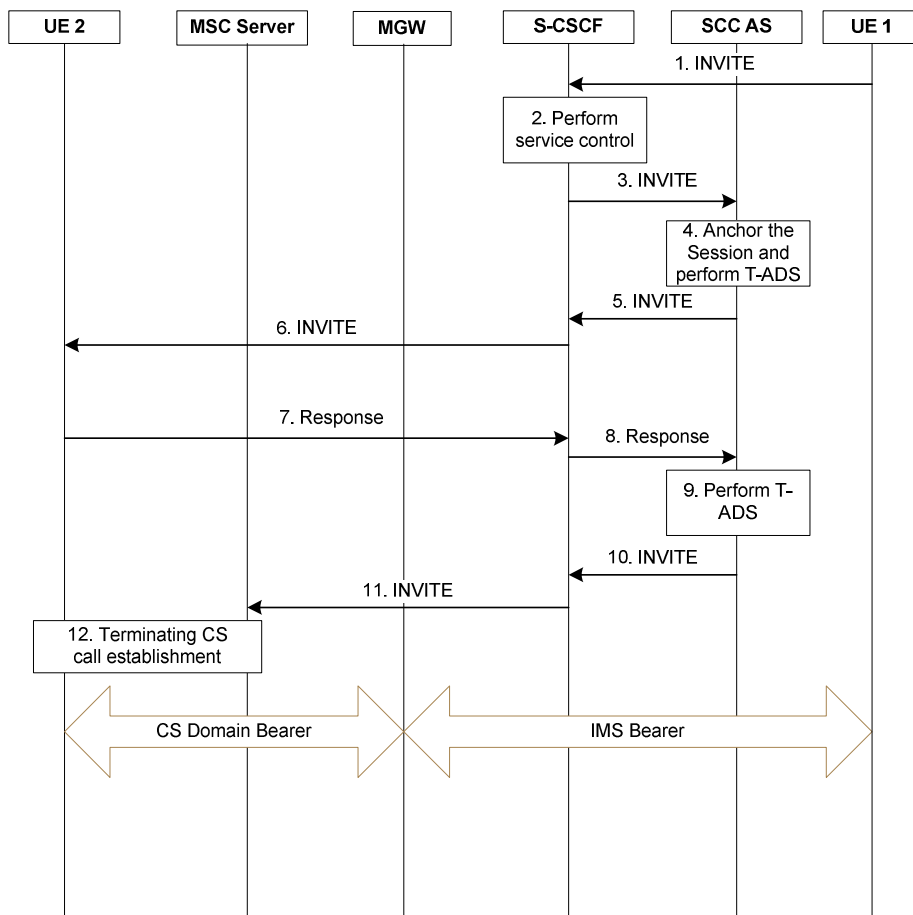 UE 2
MSC Server
MGW
S-CSCF
SCC AS
UE 1
1. INVITE
2. Perform
service control
3. INVITE
4. Anchor the
Session and
perform T-ADS
5. INVITE
6. INVITE
7. Response
8. Response
9. Perform T-
ADS
10. INVITE
11. INVITE
12. Terminating CS
call establishment
CS Domain Bearer
IMS Bearer